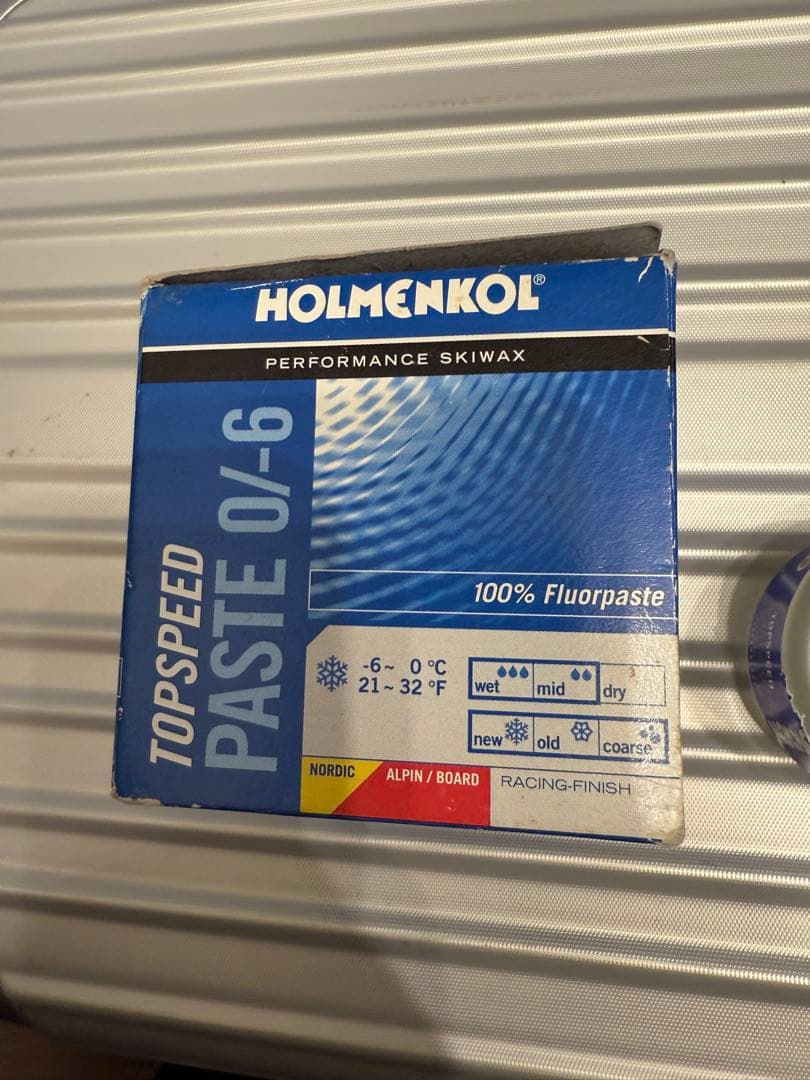 HOLMENKOL®
PERFORMANCE SKIWAX
TOPSPEED
PASTE 0/-6
100% Fluorpaste
-6~ 0 °C
21~32 °F
wet mid dry
new old coarse
NORDIC ALPIN / BOARD RACING-FINISH
TOPSPEED